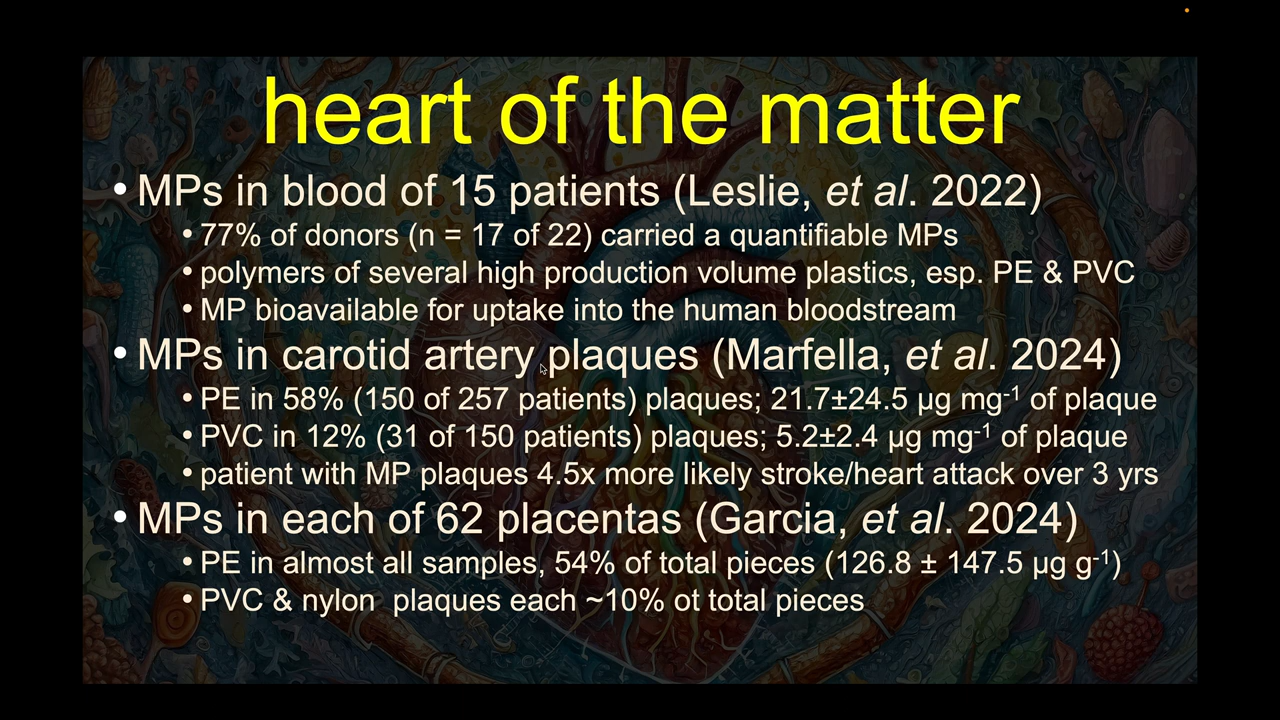 heart of the matter
• MPs in blood of 15 patients (Leslie, et al. 2022)
• 77% of donors (n = 17 of 22) carried a quantifiable MPs
• polymers of several high production volume plastics, esp. PE & PVC
• MP bioavailable for uptake into the human bloodstream
• MPs in carotid artery plaques (Marfella, et al. 2024)
• PE in 58% (150 of 257 patients) plaques; 21.7±24.5 µg mg⁻¹ of plaque
• PVC in 12% (31 of 150 patients) plaques; 5.2±2.4 µg mg⁻¹ of plaque
• patient with MP plaques 4.5x more likely stroke/heart attack over 3 yrs
• MPs in each of 62 placentas (Garcia, et al. 2024)
• PE in almost all samples, 54% of total pieces (126.8 ± 147.5 µg g⁻¹)
• PVC & nylon  plaques each ~10% ot total pieces